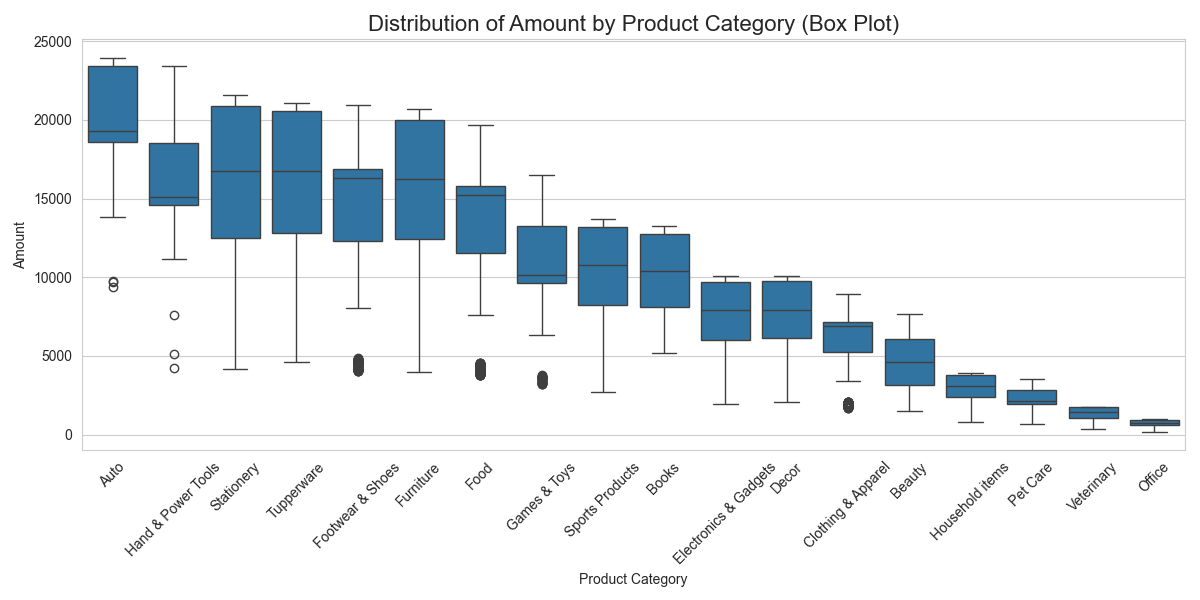 Distribution of Amount by Product Category (Box Plot)
25000
20000
15000
10000
5000
0
Amount
Auto
Hand & Power Tools
Stationery
Tupperware
Footwear & Shoes
Furniture
Food
Games & Toys
Sports Products
Books
Electronics & Gadgets
Decor
Clothing & Apparel
Beauty
Household items
Pet Care
Veterinary
Office
Product Category